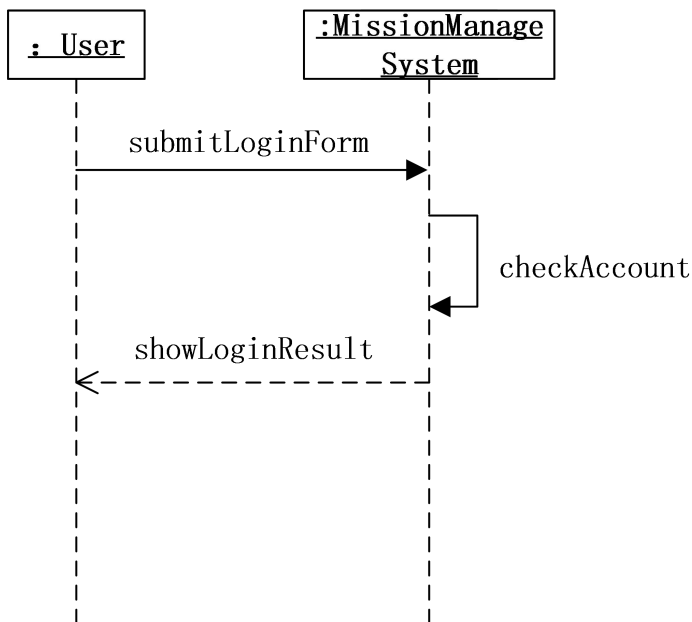 : User
:MissionManage
System
submitLoginForm
checkAccount
showLoginResult